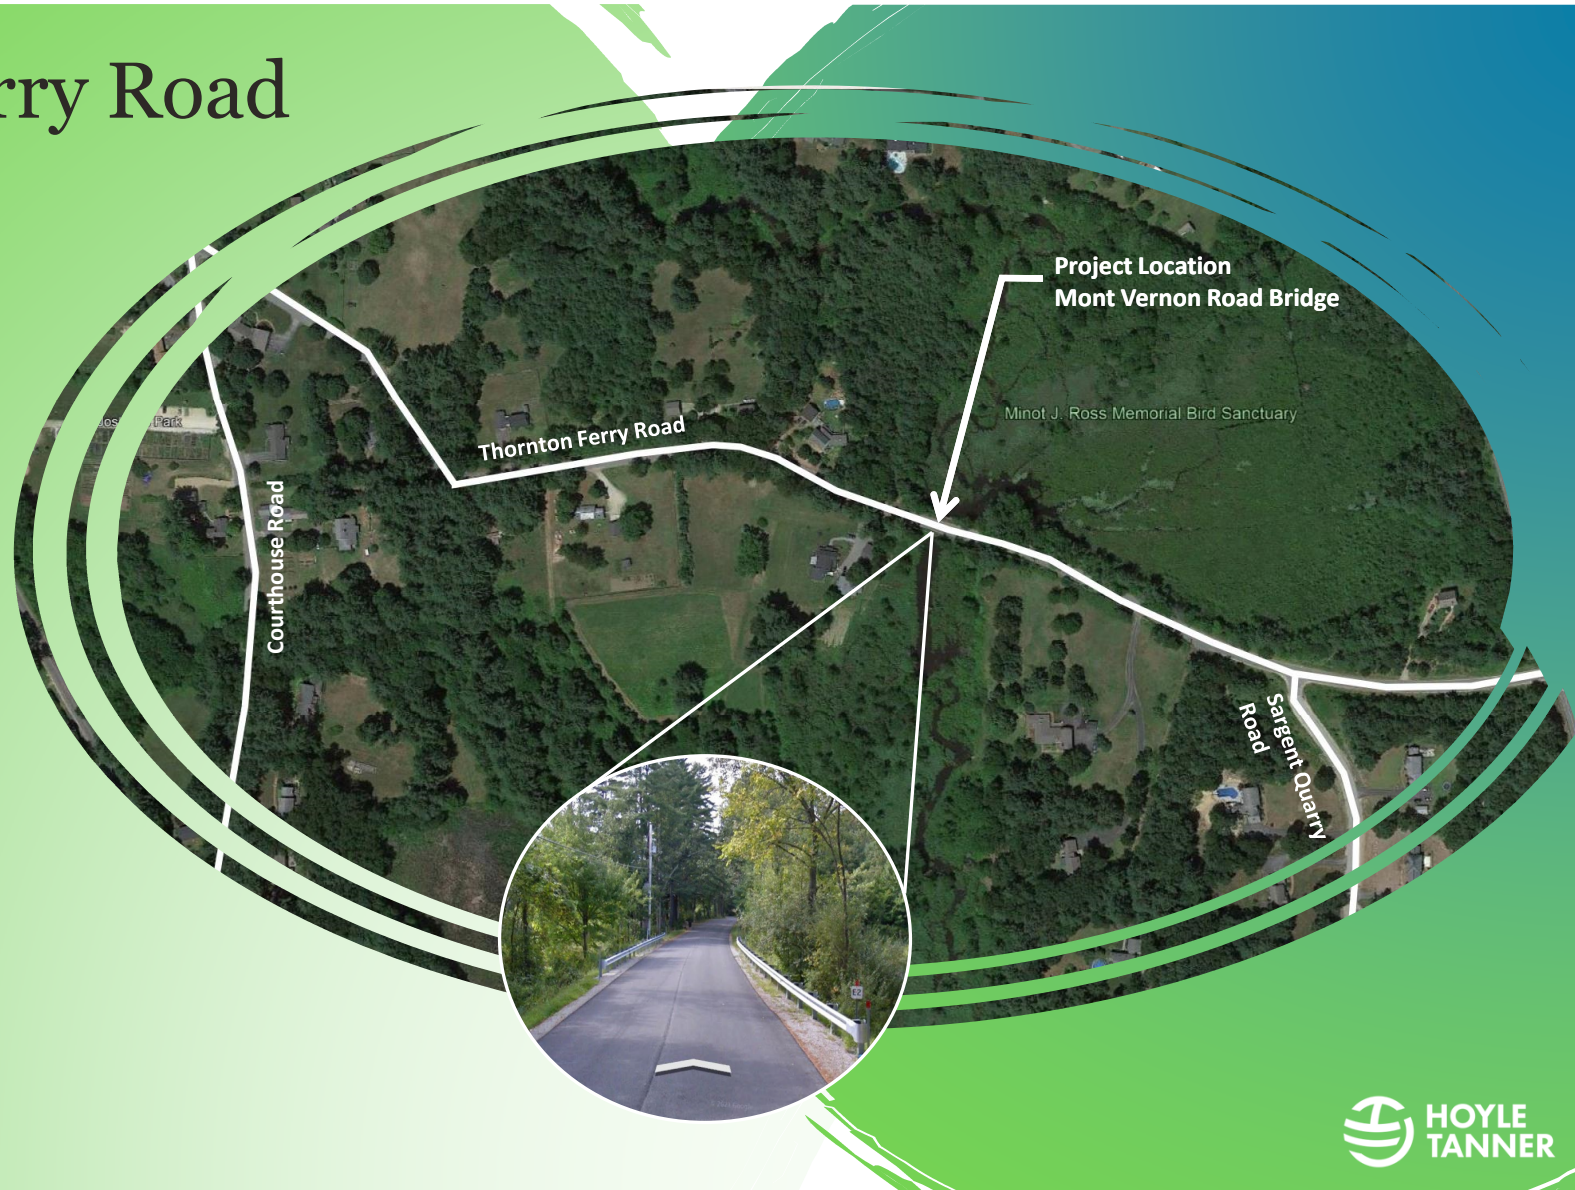 rry Road
Project Location
Mont Vernon Road Bridge
Minot J. Ross Memorial Bird Sanctuary
Park
Thornton Ferry Road
Courthouse Road
Sargent Quarry
Road
E2
HOYLE
TANNER